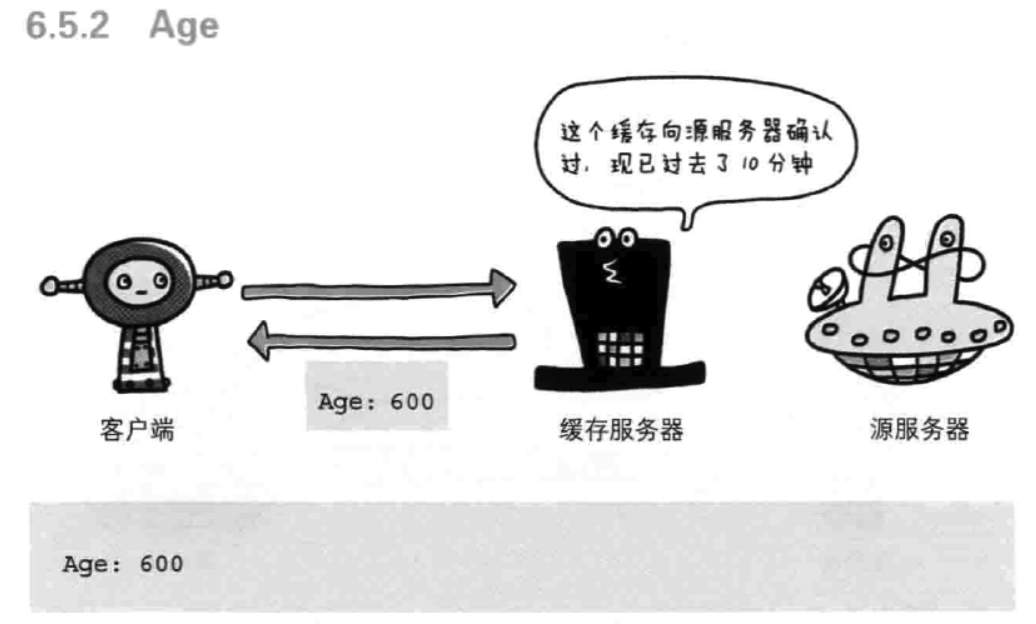 6.5.2 Age
这个缓存向源服务器确认
过,现已过去了10分钟
Age: 600
客户端
缓存服务器
源服务器
Age: 600